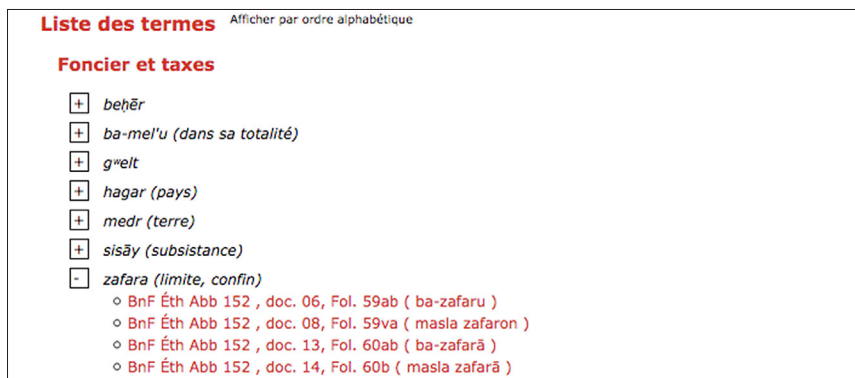 Liste des termes Afficher par ordre alphabétique
Foncier et taxes
+ beḥēr
+ ba-mel'u (dans sa totalité)
+ gʷelt
+ hagar (pays)
+ medr (terre)
+ sisāy (subsistance)
- zafara (limite, confin)
BnF Éth Abb 152 , doc. 06, Fol. 59ab ( ba-zafaru )
BnF Éth Abb 152 , doc. 08, Fol. 59va ( masla zafaron )
BnF Éth Abb 152 , doc. 13, Fol. 60ab ( ba-zafarā )
BnF Éth Abb 152 , doc. 14, Fol. 60b ( masla zafarā )